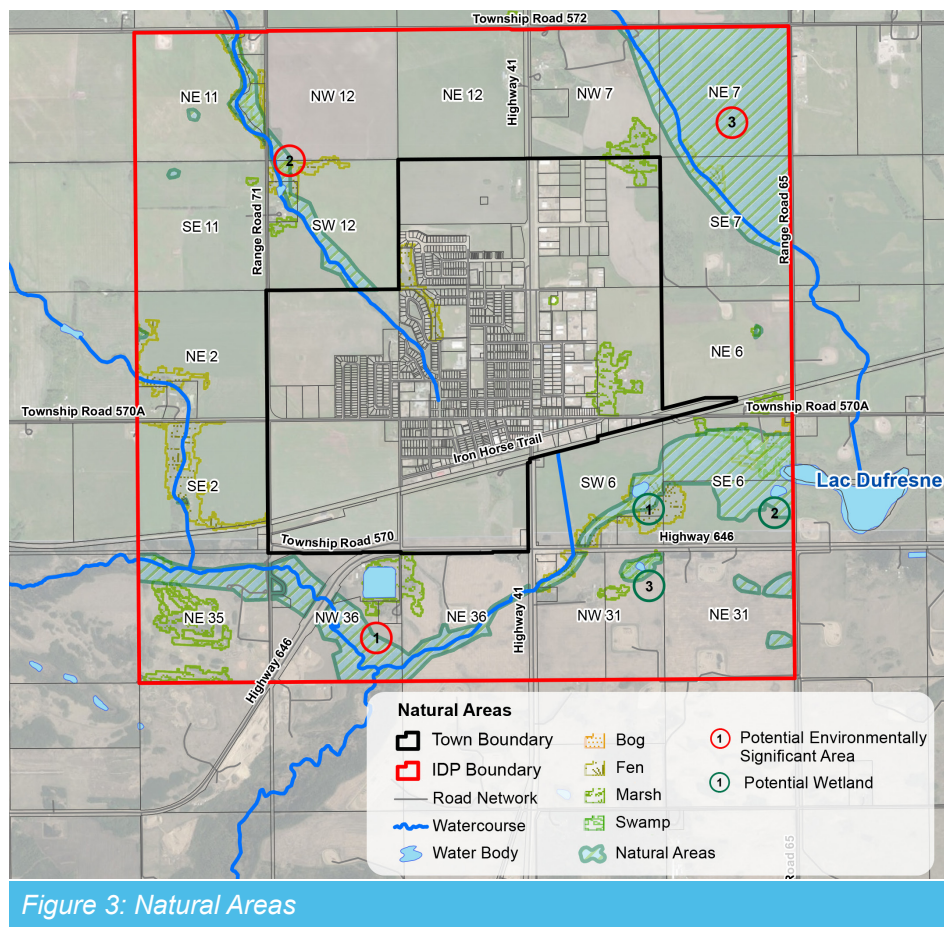 Township Road 572
NE 11
NW 12
NE 12
Highway 41
NW 7
NE 7
3
2
Range Road 71
SE 11
SW 12
SE 7
Range Road 65
NE 2
NE 6
Township Road 570A
Township Road 570A
Iron Horse Trail
SE 2
SW 6
SE 6
Lac Dufresne
1
2
Township Road 570
Highway 646
3
NE 35
NW 36
1
NE 36
Highway 41
NW 31
NE 31
Highway 646
Natural Areas
Town Boundary
IDP Boundary
Road Network
Watercourse
Water Body
Bog
Fen
Marsh
Swamp
Natural Areas
1 Potential Environmentally
Significant Area
1 Potential Wetland
Road 65
Figure 3: Natural Areas